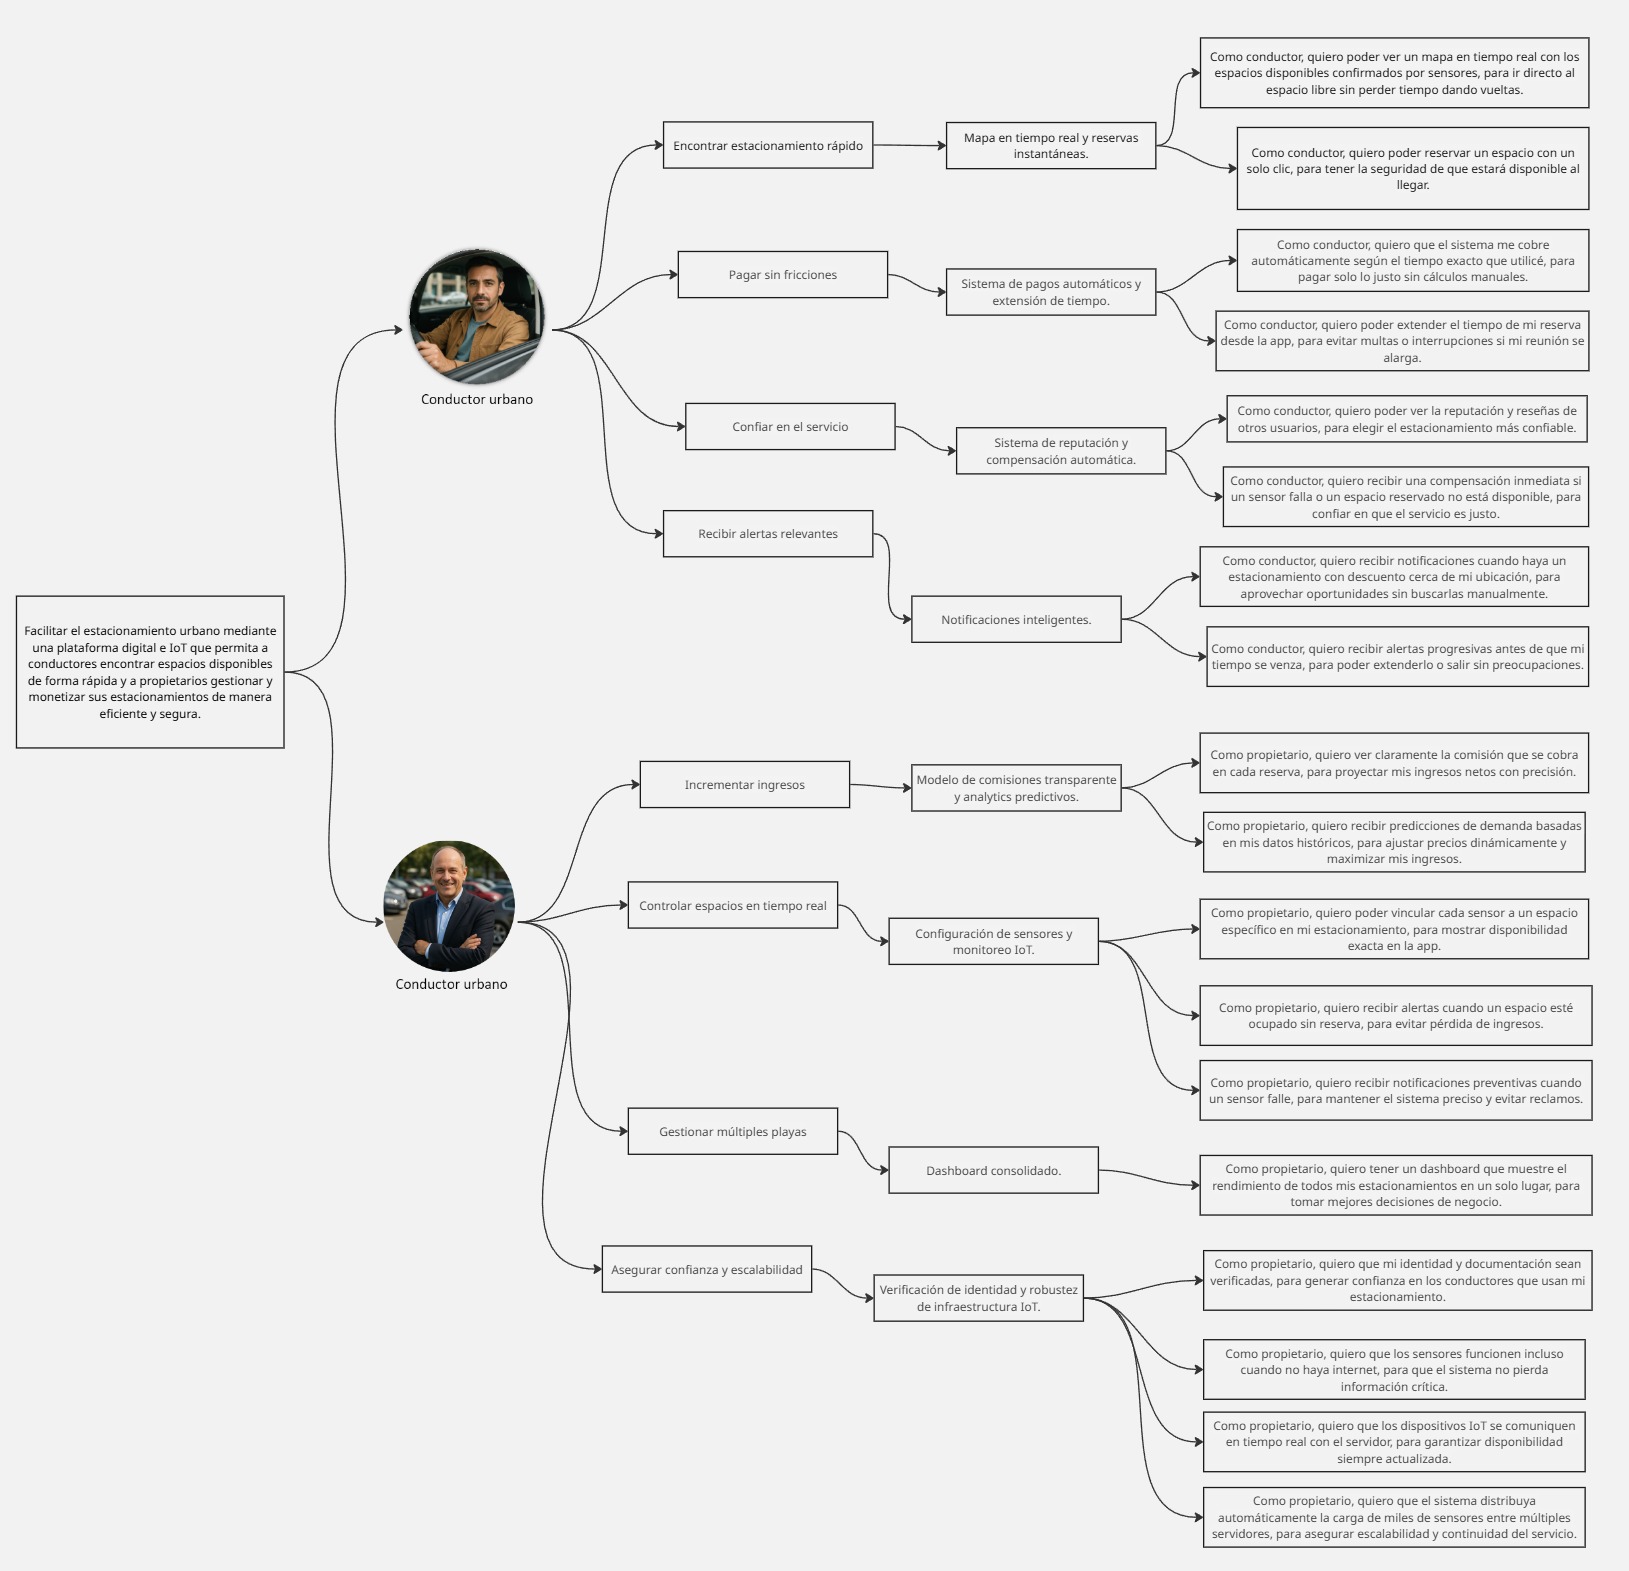 Facilitar el estacionamiento urbano mediante
una plataforma digital e IoT que permita a
conductores encontrar espacios disponibles
de forma rápida y a propietarios gestionar y
monetizar sus estacionamientos de manera
eficiente y segura.
Conductor urbano
Encontrar estacionamiento rápido
Mapa en tiempo real y reservas
instantáneas.
Como conductor, quiero poder ver un mapa en tiempo real con los
espacios disponibles confirmados por sensores, para ir directo al
espacio libre sin perder tiempo dando vueltas.
Como conductor, quiero poder reservar un espacio con un
solo clic, para tener la seguridad de que estará disponible al
llegar.
Pagar sin fricciones
Sistema de pagos automáticos y
extensión de tiempo.
Como conductor, quiero que el sistema me cobre
automáticamente según el tiempo exacto que utilicé, para
pagar solo lo justo sin cálculos manuales.
Como conductor, quiero poder extender el tiempo de mi reserva
desde la app, para evitar multas o interrupciones si mi reunión se
alarga.
Confiar en el servicio
Sistema de reputación y
compensación automática.
Como conductor, quiero poder ver la reputación y reseñas de
otros usuarios, para elegir el estacionamiento más confiable.
Como conductor, quiero recibir una compensación inmediata si
un sensor falla o un espacio reservado no está disponible, para
confiar en que el servicio es justo.
Recibir alertas relevantes
Notificaciones inteligentes.
Como conductor, quiero recibir notificaciones cuando haya un
estacionamiento con descuento cerca de mi ubicación, para
aprovechar oportunidades sin buscarlas manualmente.
Como conductor, quiero recibir alertas progresivas antes de que mi
tiempo se venza, para poder extenderlo o salir sin preocupaciones.
Conductor urbano
Incrementar ingresos
Modelo de comisiones transparente
y analytics predictivos.
Como propietario, quiero ver claramente la comisión que se cobra
en cada reserva, para proyectar mis ingresos netos con precisión.
Como propietario, quiero recibir predicciones de demanda basadas
en mis datos históricos, para ajustar precios dinámicamente y
maximizar mis ingresos.
Controlar espacios en tiempo real
Configuración de sensores y
monitoreo IoT.
Como propietario, quiero poder vincular cada sensor a un espacio
específico en mi estacionamiento, para mostrar disponibilidad
exacta en la app.
Como propietario, quiero recibir alertas cuando un espacio esté
ocupado sin reserva, para evitar pérdida de ingresos.
Como propietario, quiero recibir notificaciones preventivas cuando
un sensor falle, para mantener el sistema preciso y evitar reclamos.
Gestionar múltiples playas
Dashboard consolidado.
Como propietario, quiero tener un dashboard que muestre el
rendimiento de todos mis estacionamientos en un solo lugar, para
tomar mejores decisiones de negocio.
Asegurar confianza y escalabilidad
Verificación de identidad y robustez
de infraestructura IoT.
Como propietario, quiero que mi identidad y documentación sean
verificadas, para generar confianza en los conductores que usan mi
estacionamiento.
Como propietario, quiero que los sensores funcionen incluso
cuando no haya internet, para que el sistema no pierda
información crítica.
Como propietario, quiero que los dispositivos IoT se comuniquen
en tiempo real con el servidor, para garantizar disponibilidad
siempre actualizada.
Como propietario, quiero que el sistema distribuya
automáticamente la carga de miles de sensores entre múltiples
servidores, para asegurar escalabilidad y continuidad del servicio.